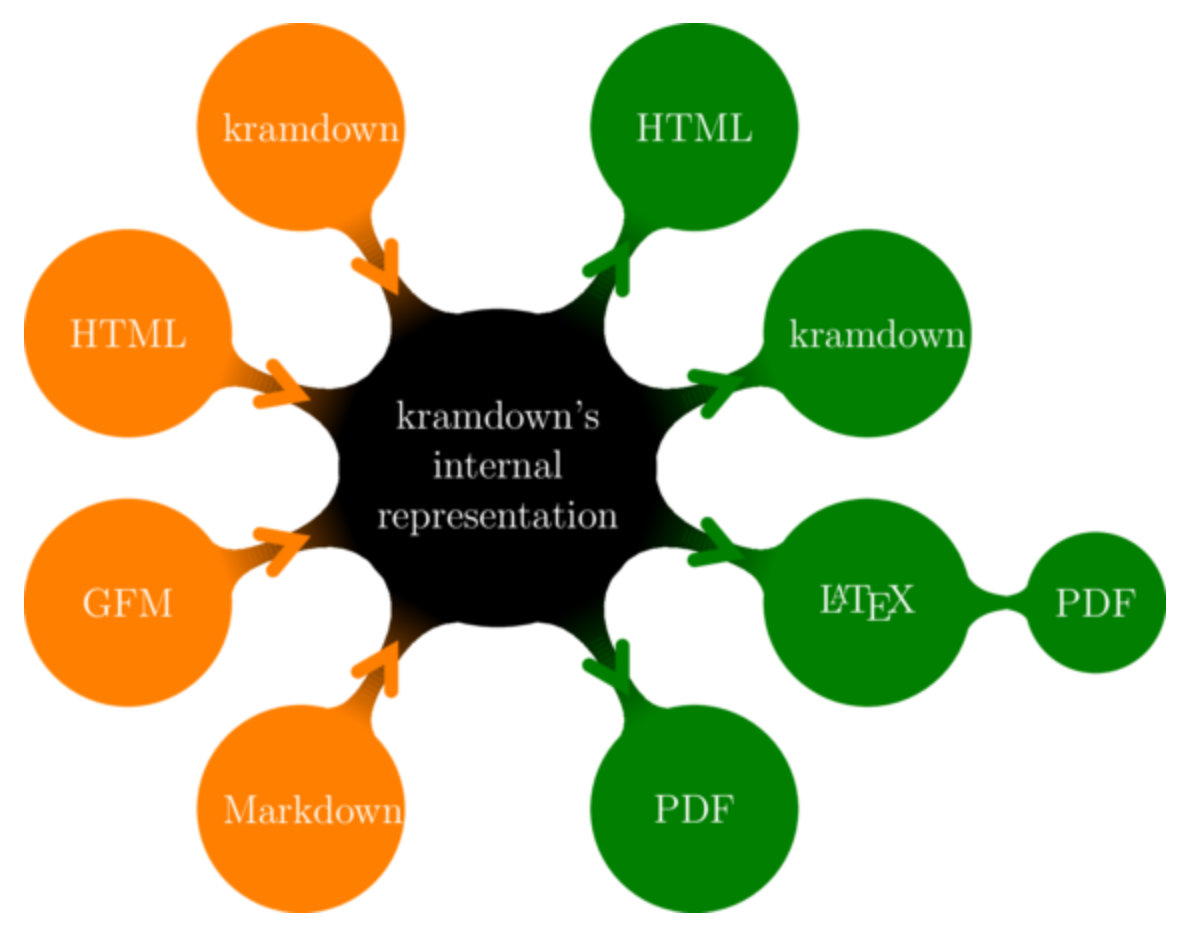 kramdown
HTML
HTML
kramdown
kramdown's
internal
representation
GFM
LATEX
PDF
Markdown
PDF